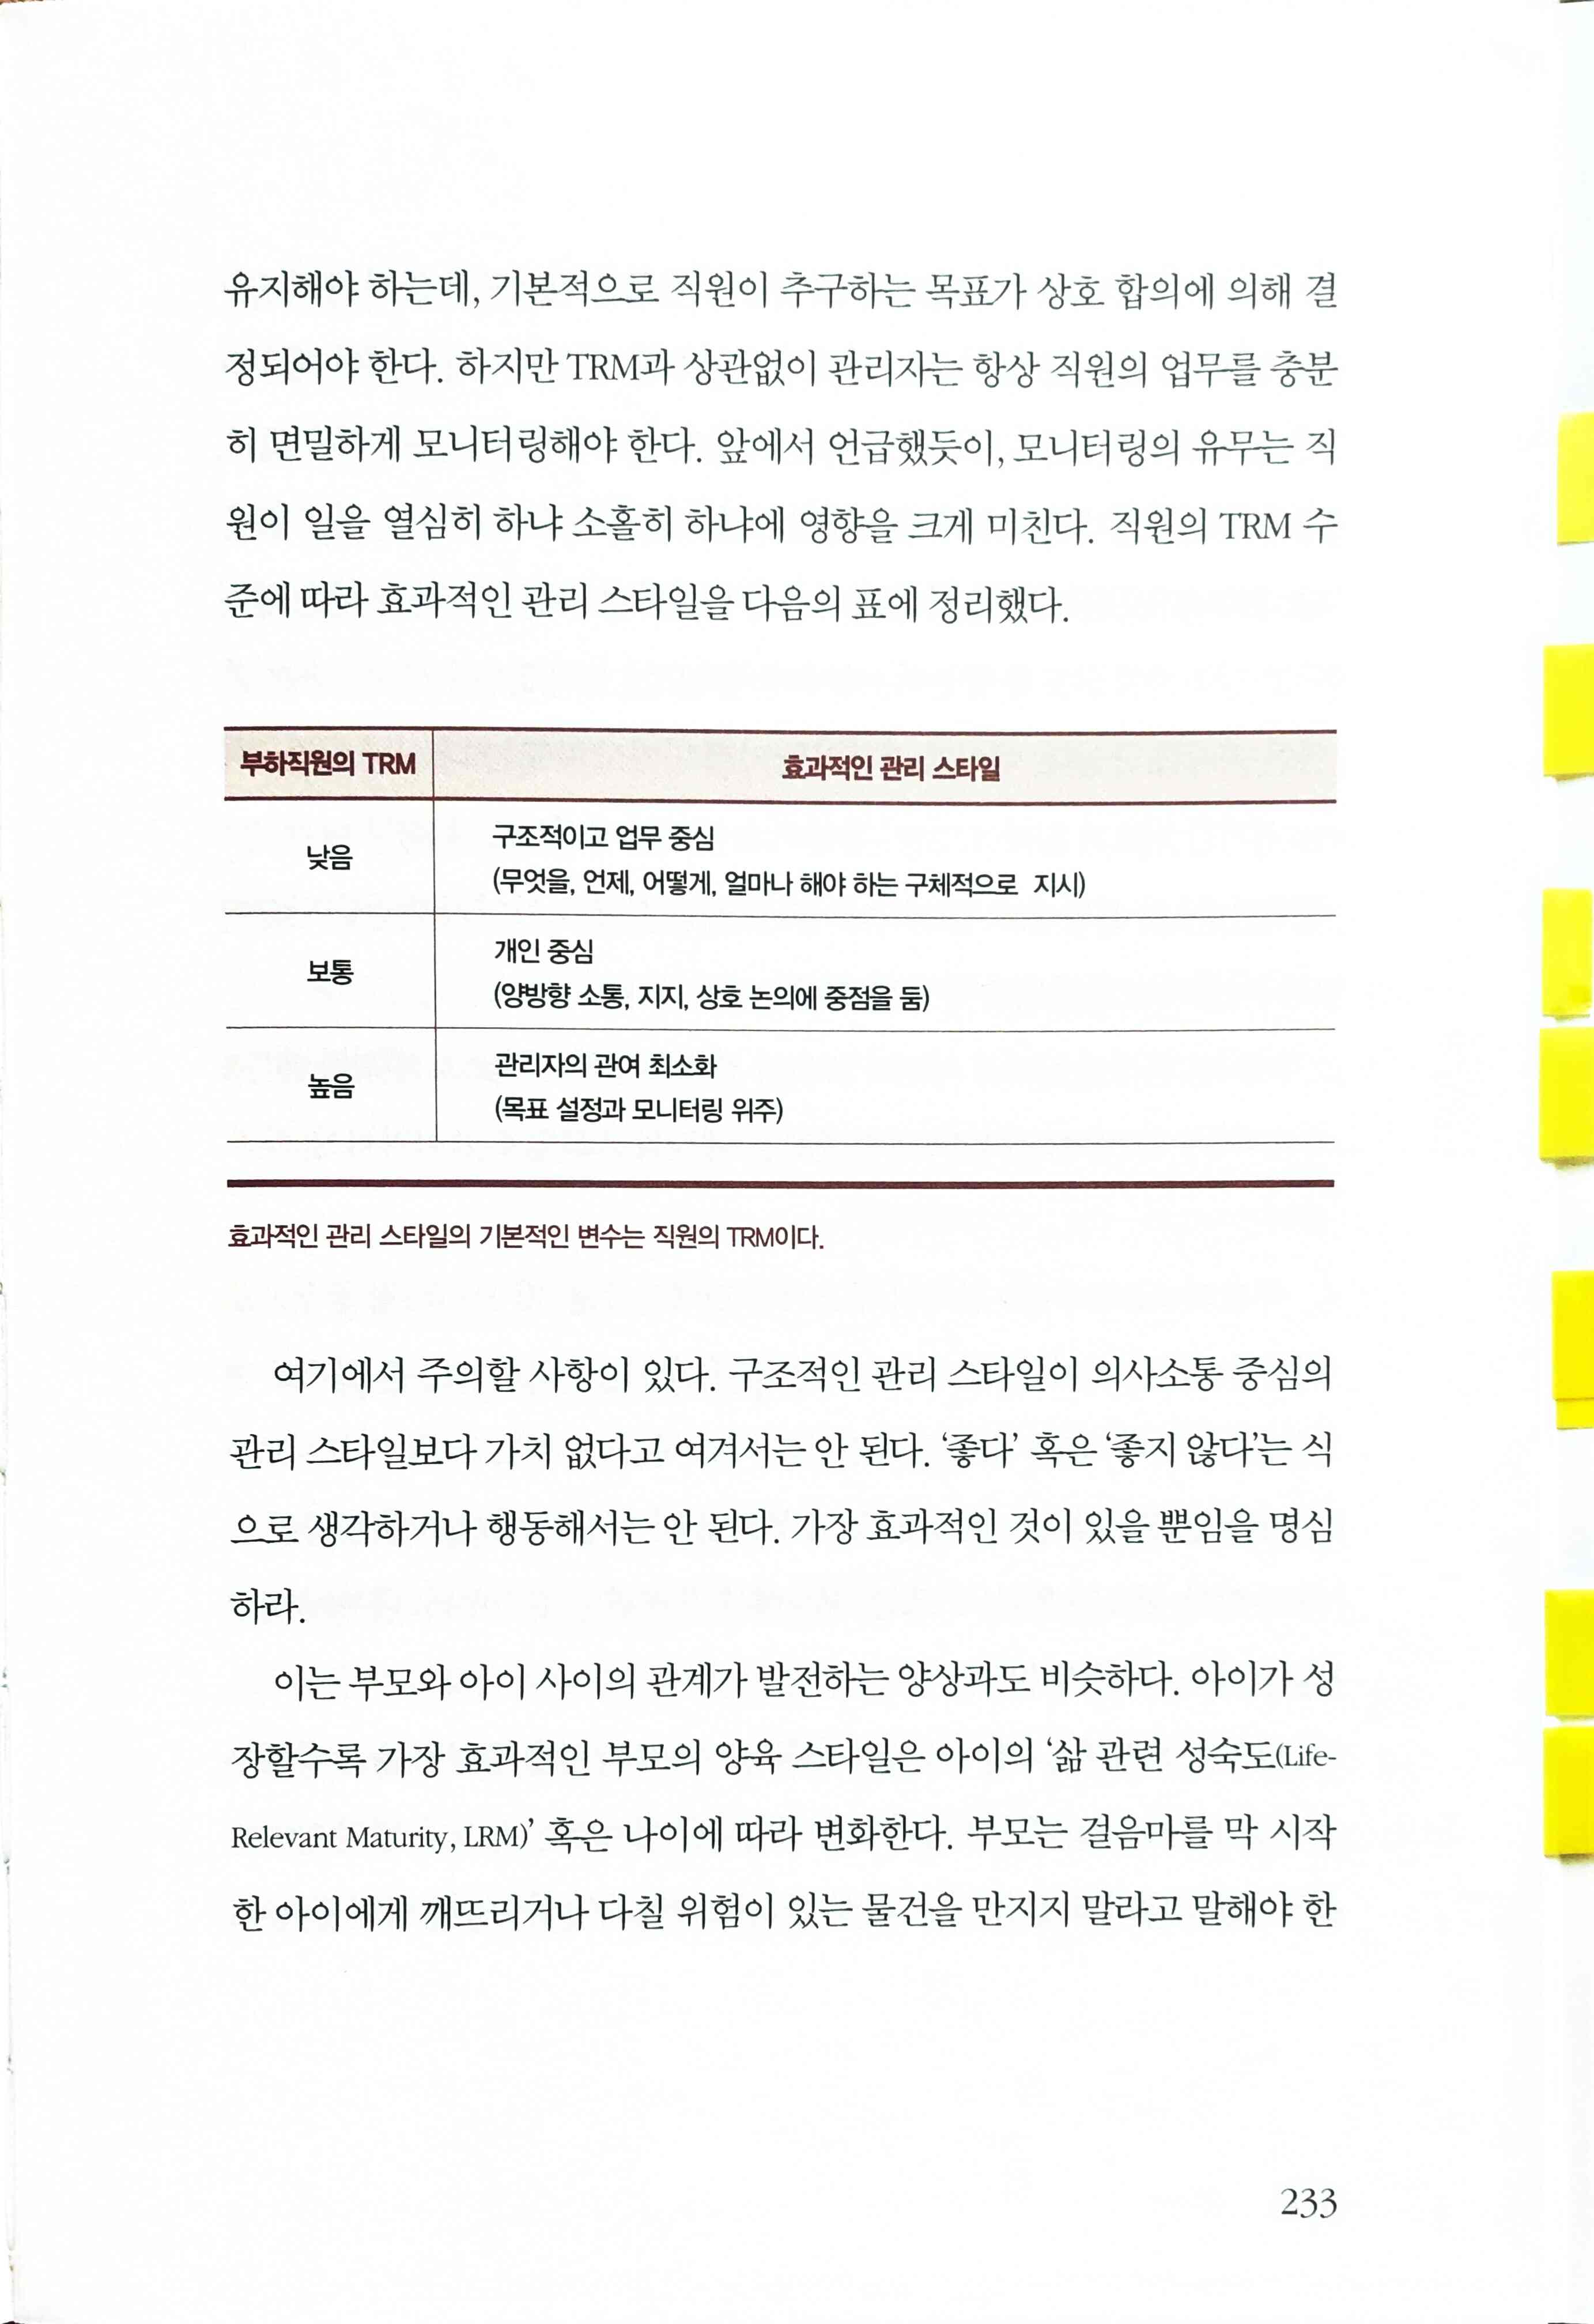 유지해야 하는데, 기본적으로 직원이 추구하는 목표가 상호 합의에 의해 결
정되어야 한다. 하지만 TRM과 상관없이 관리자는 항상 직원의 업무를 충분
히 면밀하게 모니터링해야 한다. 앞에서 언급했듯이, 모니터링의 유무는 직
원이 일을 열심히 하냐 소홀히 하냐에 영향을 크게 미친다. 직원의 TRM 수
준에 따라 효과적인 관리 스타일을 다음의 표에 정리했다.
부하직원의 TRM
효과적인 관리 스타일
낮음
구조적이고 업무 중심
(무엇을, 언제, 어떻게, 얼마나 해야 하는 구체적으로 지시)
보통
개인 중심
(양방향 소통, 지지, 상호 논의에 중점을 둠)
높음
관리자의 관여 최소화
(목표 설정과 모니터링 위주)
효과적인 관리 스타일의 기본적인 변수는 직원의 TRM이다.
여기에서 주의할 사항이 있다. 구조적인 관리 스타일이 의사소통 중심의
관리 스타일보다 가치 없다고 여겨서는 안 된다. ‘좋다’ 혹은 ‘좋지 않다’는 식
으로 생각하거나 행동해서는 안 된다. 가장 효과적인 것이 있을 뿐임을 명심
하라.
이는 부모와 아이 사이의 관계가 발전하는 양상과도 비슷하다. 아이가 성
장할수록 가장 효과적인 부모의 양육 스타일은 아이의 ‘삶 관련 성숙도(Life-
Relevant Maturity, LRM)’ 혹은 나이에 따라 변화한다. 부모는 걸음마를 막 시작
한 아이에게 깨뜨리거나 다칠 위험이 있는 물건을 만지지 말라고 말해야 한
233